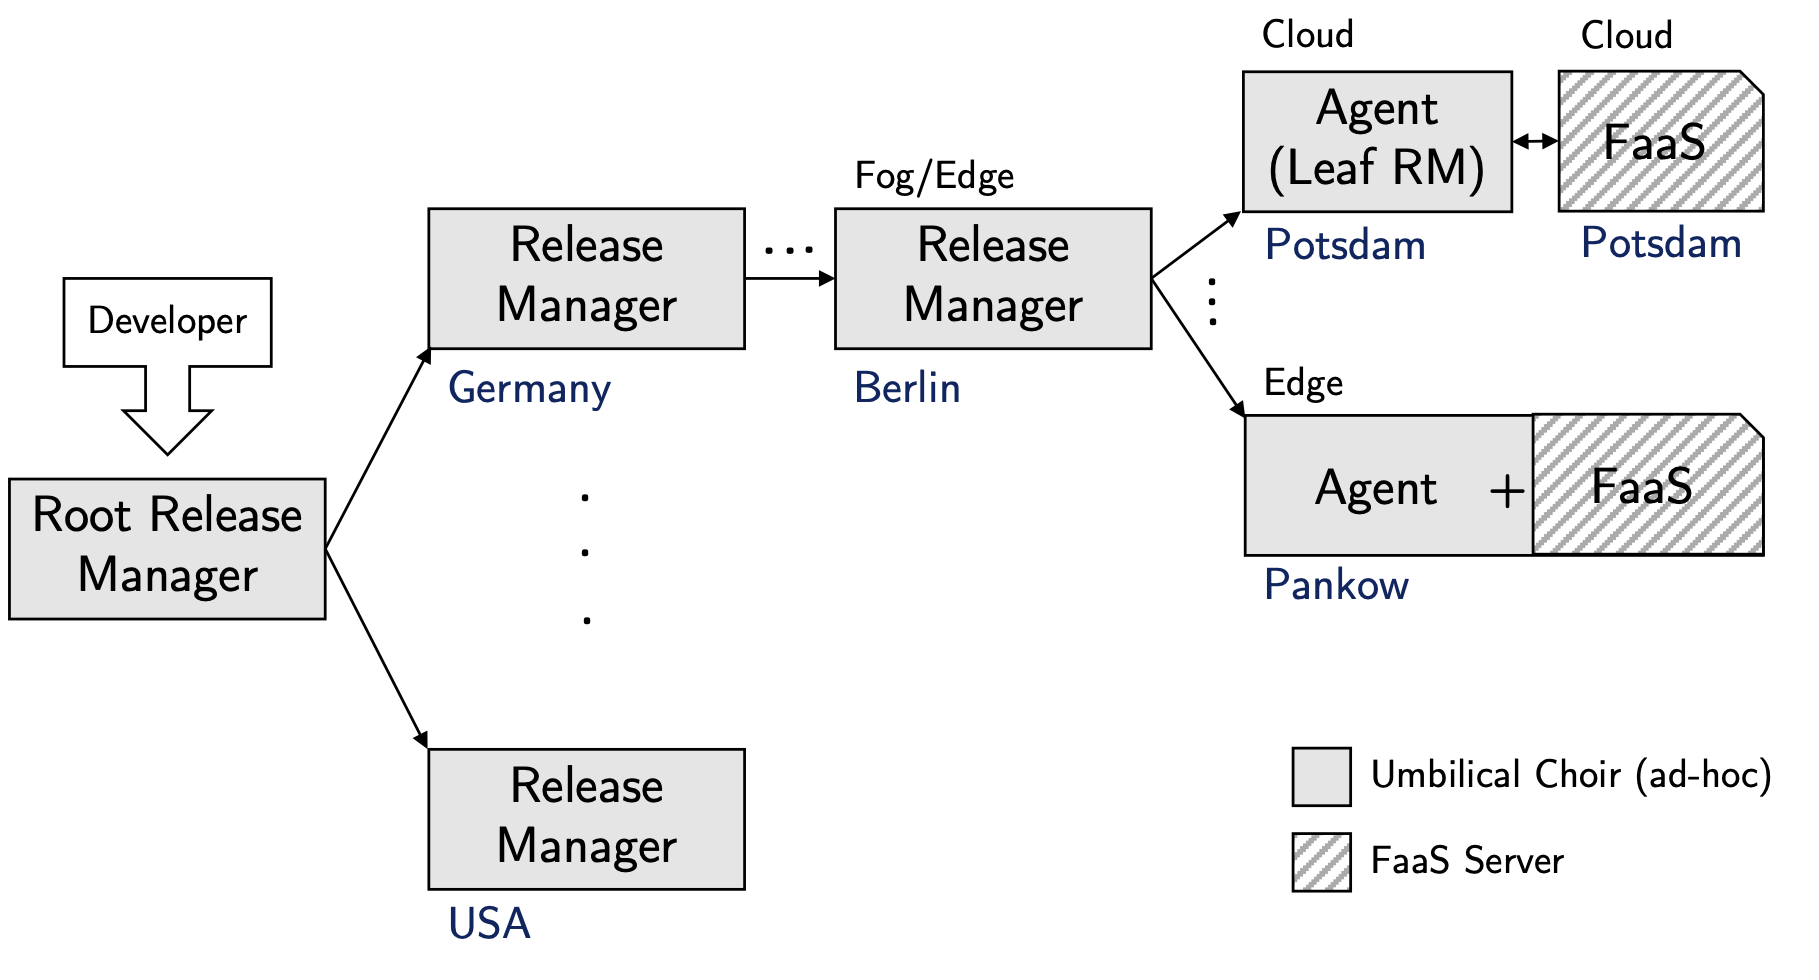 Developer
Root Release
Manager
Release
Manager
Germany
...
Fog/Edge
Release
Manager
Berlin
Cloud
Agent
(Leaf RM)
Potsdam
Cloud
FaaS
Potsdam
Edge
Agent +
FaaS
Pankow
Release
Manager
USA
Umbilical Choir (ad-hoc)
FaaS Server